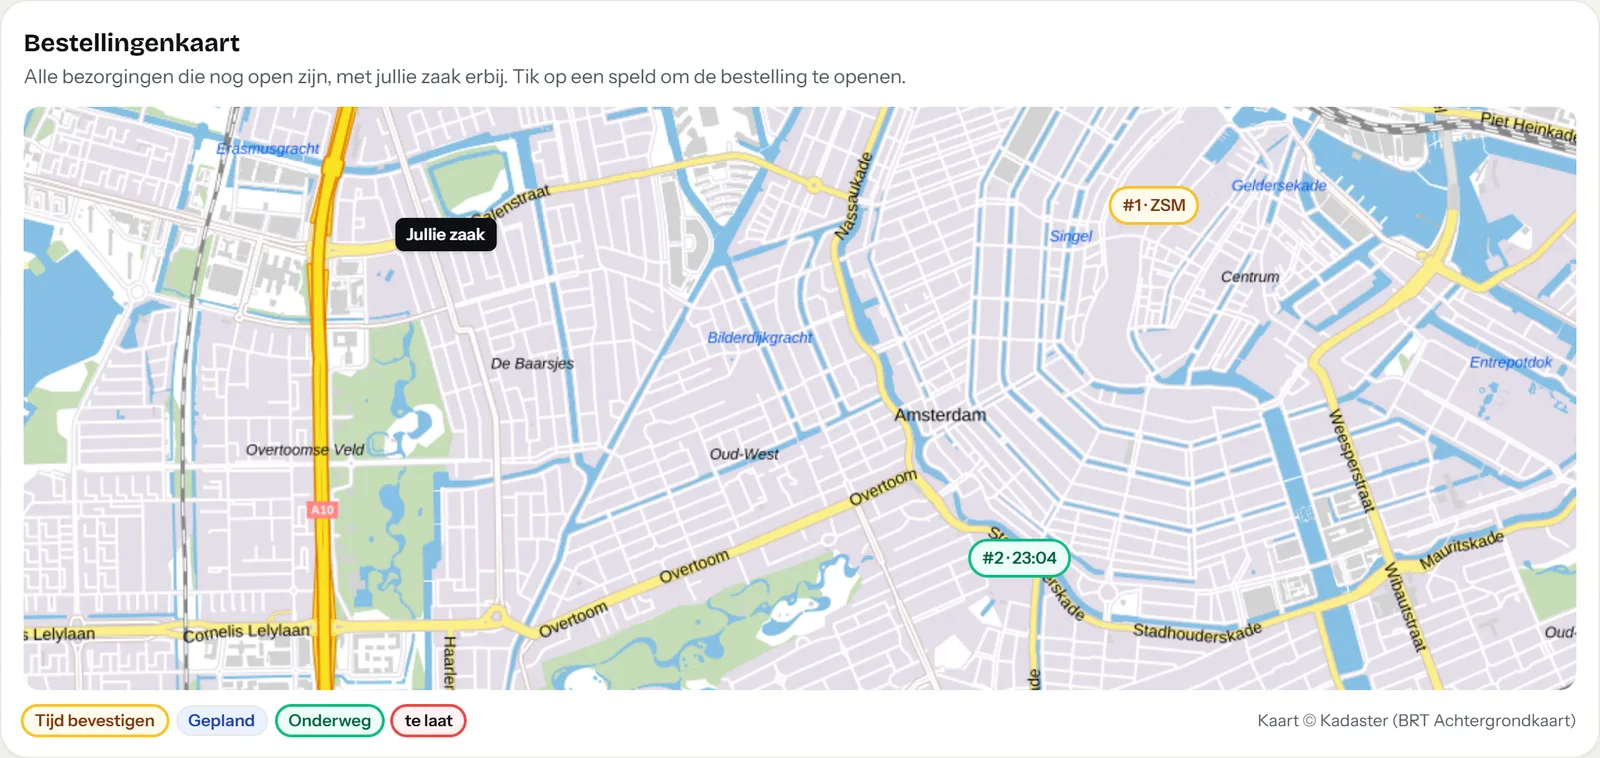 Bestellingenkaart
Alle bezorgingen die nog open zijn, met jullie zaak erbij. Tik op een speld om de bestelling te openen.
Piet Heinkade
Erasmusgracht
Nassaukade
Geldersekade
#1 · ZSM
Jullie zaak
Singel
Centrum
Bilderdijkgracht
De Baarsjes
Entrepotdok
Amsterdam
Overtoomse Veld
Oud-West
Weesperstraat
Overtoom
A10
#2 · 23:04
Mauritskade
Overtoom
Overtoom
Wibautstraat
s Lelylaan
Cornelis Lelylaan
Stadhouderskade
Oud-
Haarler
Tijd bevestigen
Gepland
Onderweg
te laat
Kaart © Kadaster (BRT Achtergrondkaart)